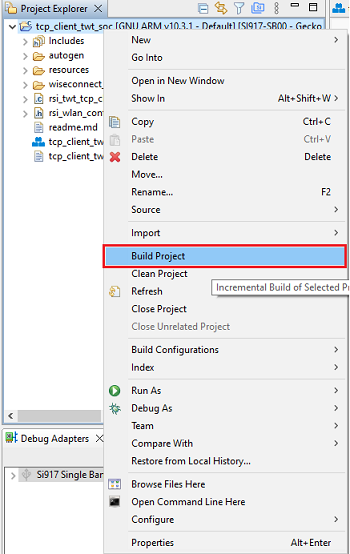 Project Explorer
tcp_client_twt_soc [GNU ARM v10.3.1 - Default] [SI917-SB00 - Gecko
Includes
autogen
resources
wiseconnect_
rsi_twt_tcp_c
rsi_wlan_con
readme.md
tcp_client_tw
tcp_client_tw
New
Go Into
Open in New Window
Show In Alt+Shift+W
Copy Ctrl+C
Paste Ctrl+V
Delete Delete
Move...
Rename... F2
Source
Import
Build Project
Clean Project
Refresh
Incremental Build of Selected P
Close Project
Close Unrelated Project
Build Configurations
Index
Run As
Debug As
Team
Compare With
Restore from Local History...
Browse Files Here
Open Command Line Here
Configure
Properties Alt+Enter
Debug Adapters
Si917 Single Bar